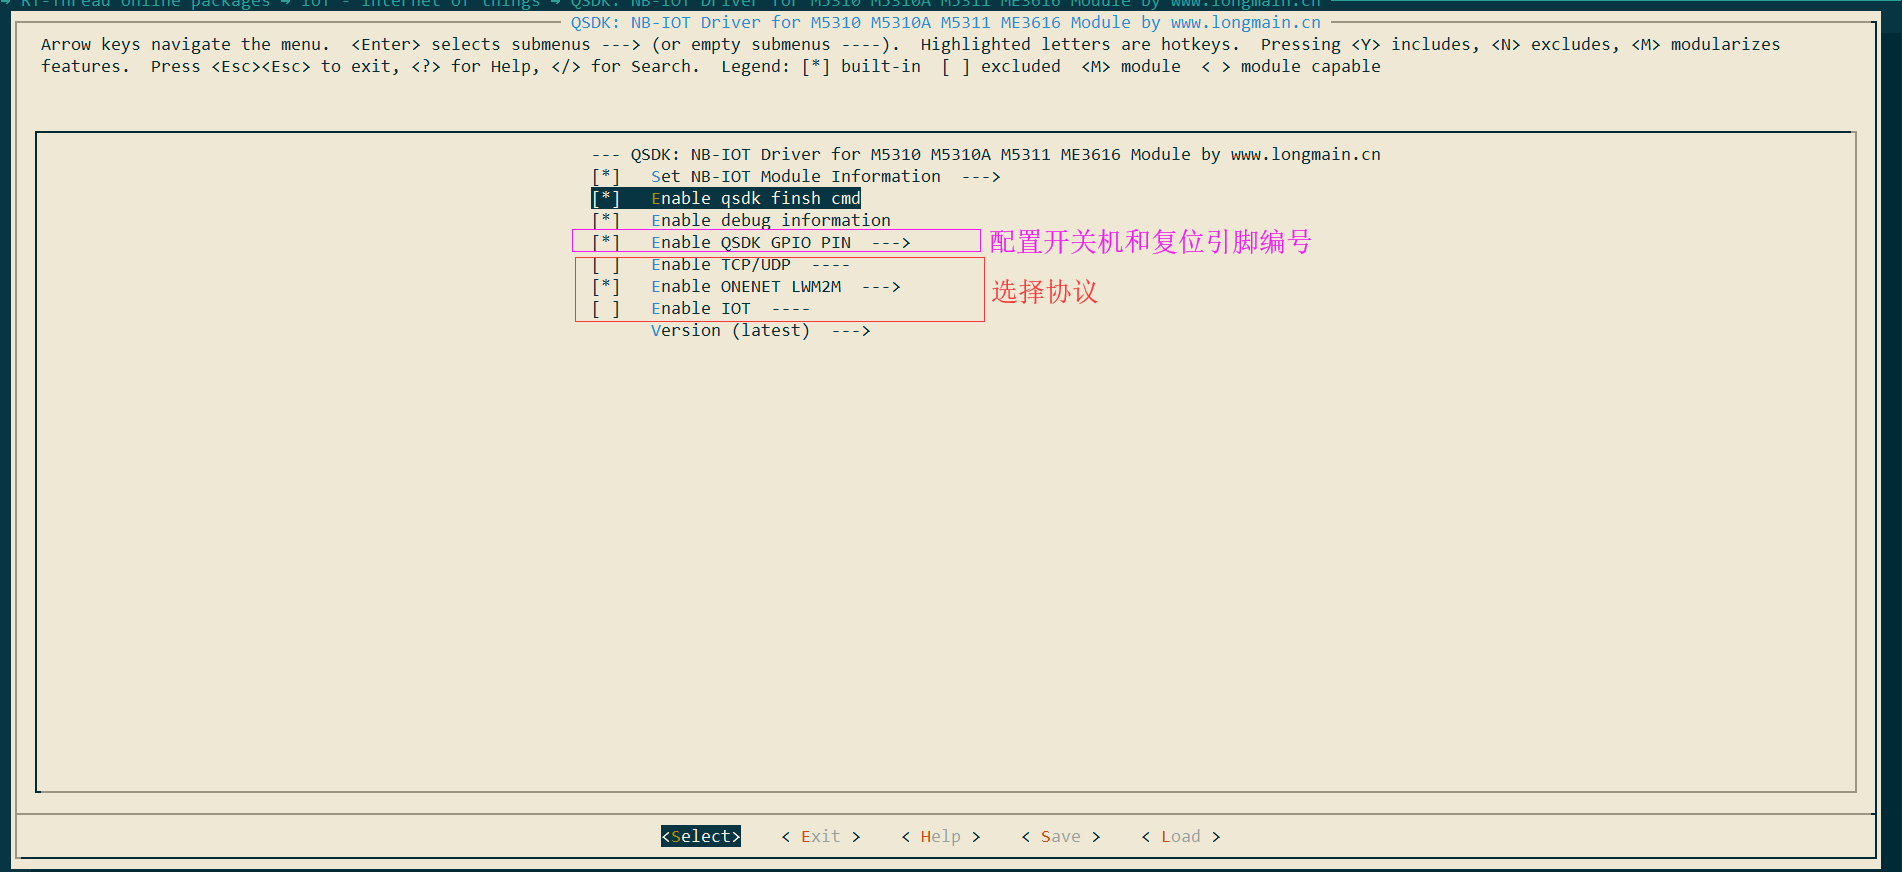 → RT-Thread online packages → IoT - internet of things → QSDK: NB-IOT Driver for M5310 M5310A M5311 ME3616 Module by www.longmain.cn
QSDK: NB-IOT Driver for M5310 M5310A M5311 ME3616 Module by www.longmain.cn
Arrow keys navigate the menu.  <Enter> selects submenus ---> (or empty submenus ----).  Highlighted letters are hotkeys.  Pressing <Y> includes, <N> excludes, <M> modularizes
features.  Press <Esc><Esc> to exit, <?> for Help, </> for Search.  Legend: [*] built-in  [ ] excluded  <M> module  < > module capable
--- QSDK: NB-IOT Driver for M5310 M5310A M5311 ME3616 Module by www.longmain.cn
[*]   Set NB-IOT Module Information  --->
[*]   Enable qsdk finsh cmd
[*]   Enable debug information
[*]   Enable QSDK GPIO PIN  ---> 配置开关机和复位引脚编号
[ ]   Enable TCP/UDP  ----
[*]   Enable ONENET LWM2M  ---> 选择协议
[ ]   Enable IOT  ----
Version (latest)  --->
<Select>    < Exit >    < Help >    < Save >    < Load >